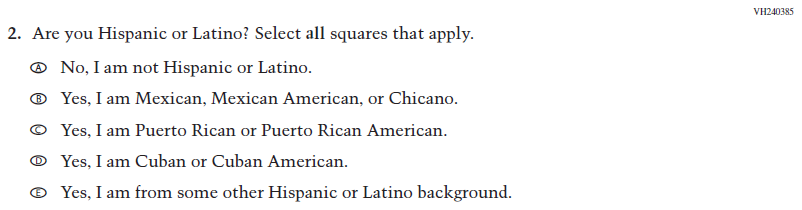 VH240385
2. Are you Hispanic or Latino? Select all squares that apply.
A No, I am not Hispanic or Latino.
B Yes, I am Mexican, Mexican American, or Chicano.
C Yes, I am Puerto Rican or Puerto Rican American.
D Yes, I am Cuban or Cuban American.
E Yes, I am from some other Hispanic or Latino background.